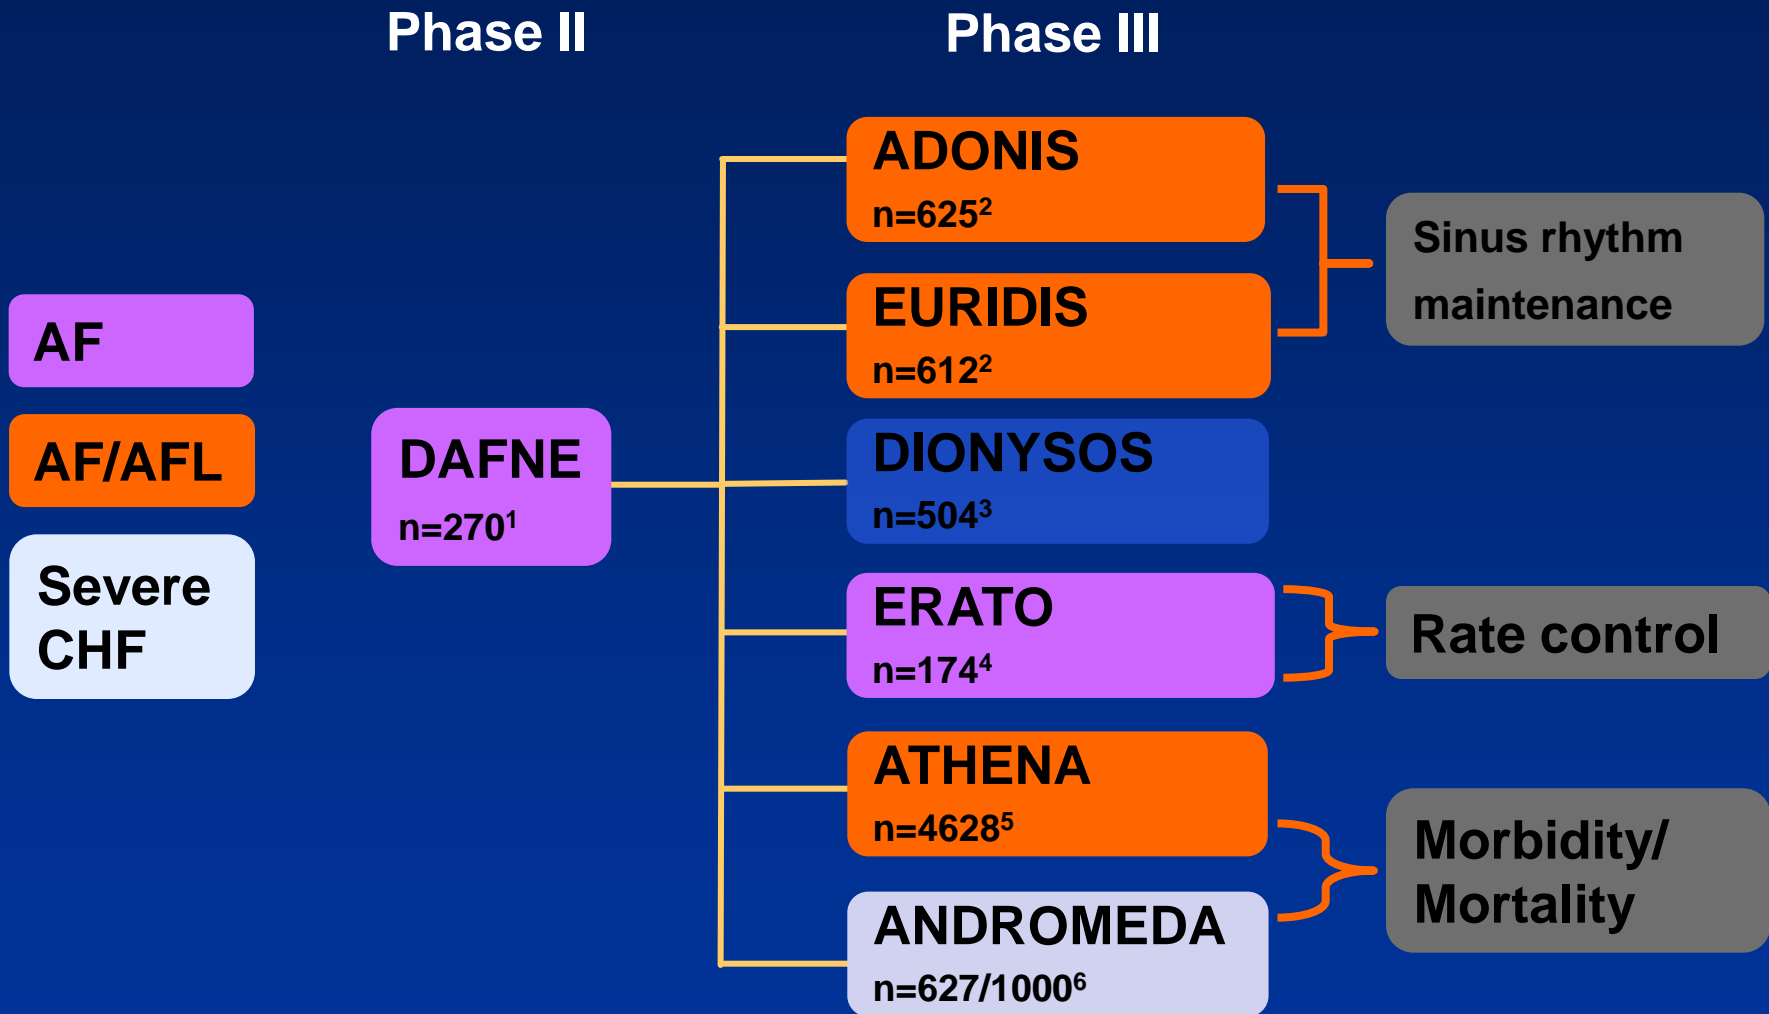 Phase II
Phase III
AF
AF/AFL
Severe
CHF
DAFNE
n=270¹
ADONIS
n=625²
EURIDIS
n=612²
DIONYSOS
n=504³
ERATO
n=174⁴
ATHENA
n=4628⁵
ANDROMEDA
n=627/1000⁶
Sinus rhythm
maintenance
Rate control
Morbidity/
Mortality